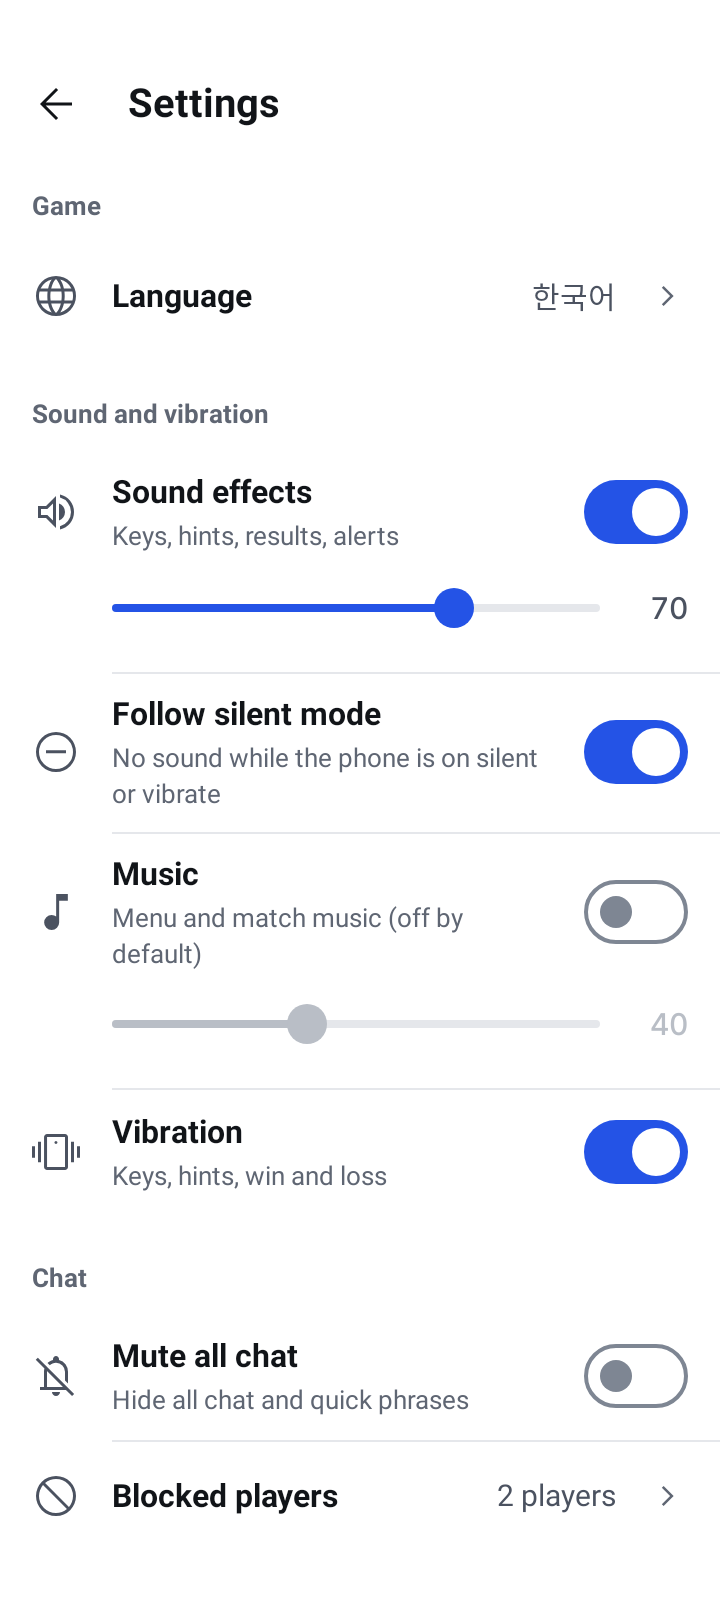 Settings
Game
Language 한국어
Sound and vibration
Sound effects
Keys, hints, results, alerts
70
Follow silent mode
No sound while the phone is on silent
or vibrate
Music
Menu and match music (off by
default)
40
Vibration
Keys, hints, win and loss
Chat
Mute all chat
Hide all chat and quick phrases
Blocked players 2 players